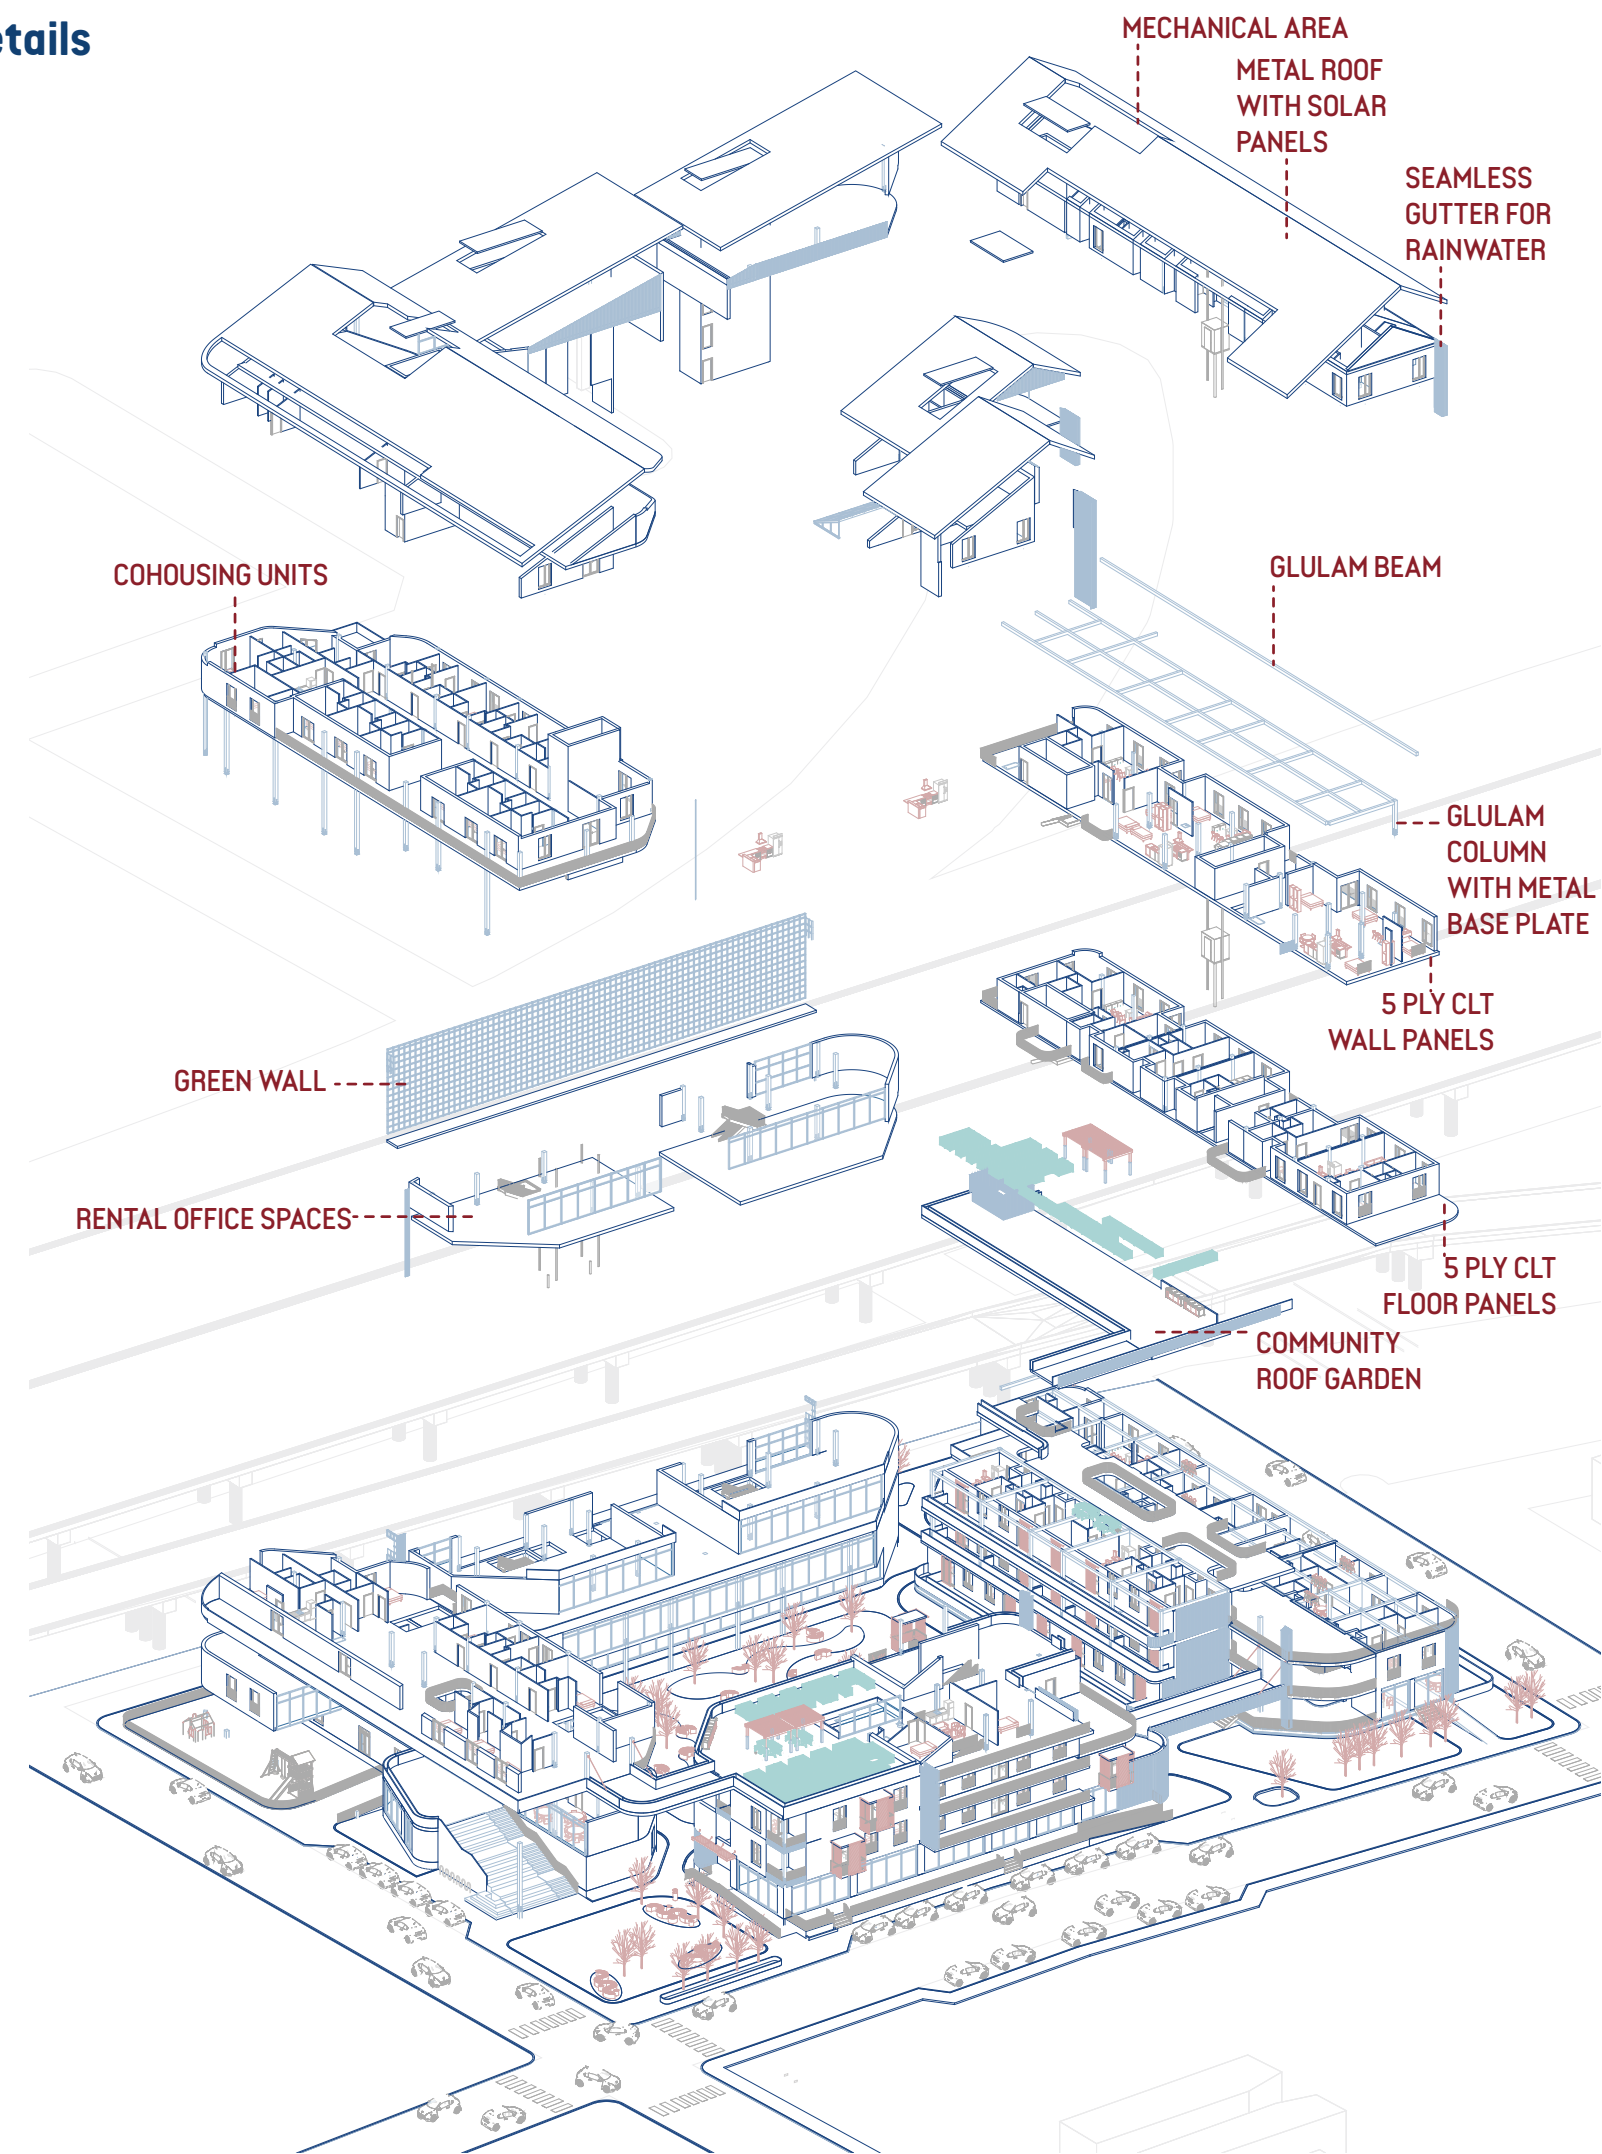 etails
MECHANICAL AREA
METAL ROOF
WITH SOLAR
PANELS
SEAMLESS
GUTTER FOR
RAINWATER
COHOUSING UNITS
GLULAM BEAM
GLULAM
COLUMN
WITH METAL
BASE PLATE
5 PLY CLT
WALL PANELS
GREEN WALL
RENTAL OFFICE SPACES
5 PLY CLT
FLOOR PANELS
COMMUNITY
ROOF GARDEN